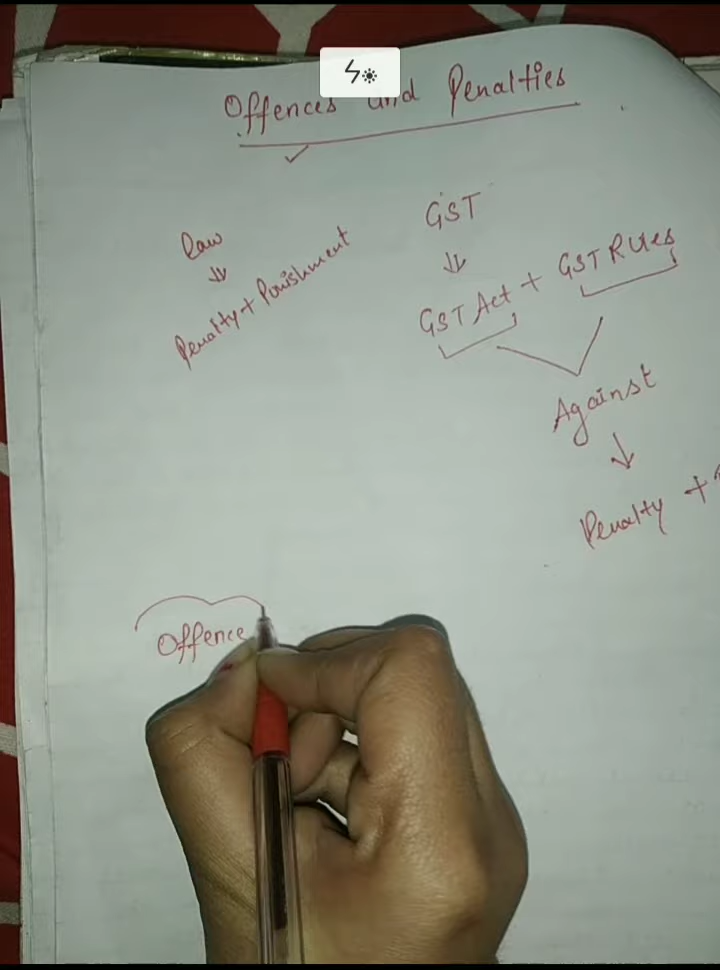 Offences and Penalties
Law
Penalty + Punishment
GST
GST Act + GST RUles
Against
Penalty +
Offence